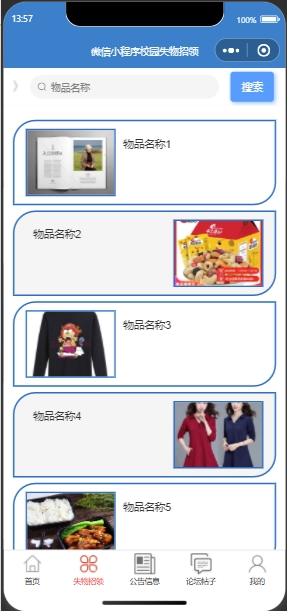 13:57
100%
微信小程序校园失物招领
物品名称
搜索
物品名称1
物品名称2
物品名称3
物品名称4
物品名称5
首页
失物招领
公告信息
论坛帖子
我的